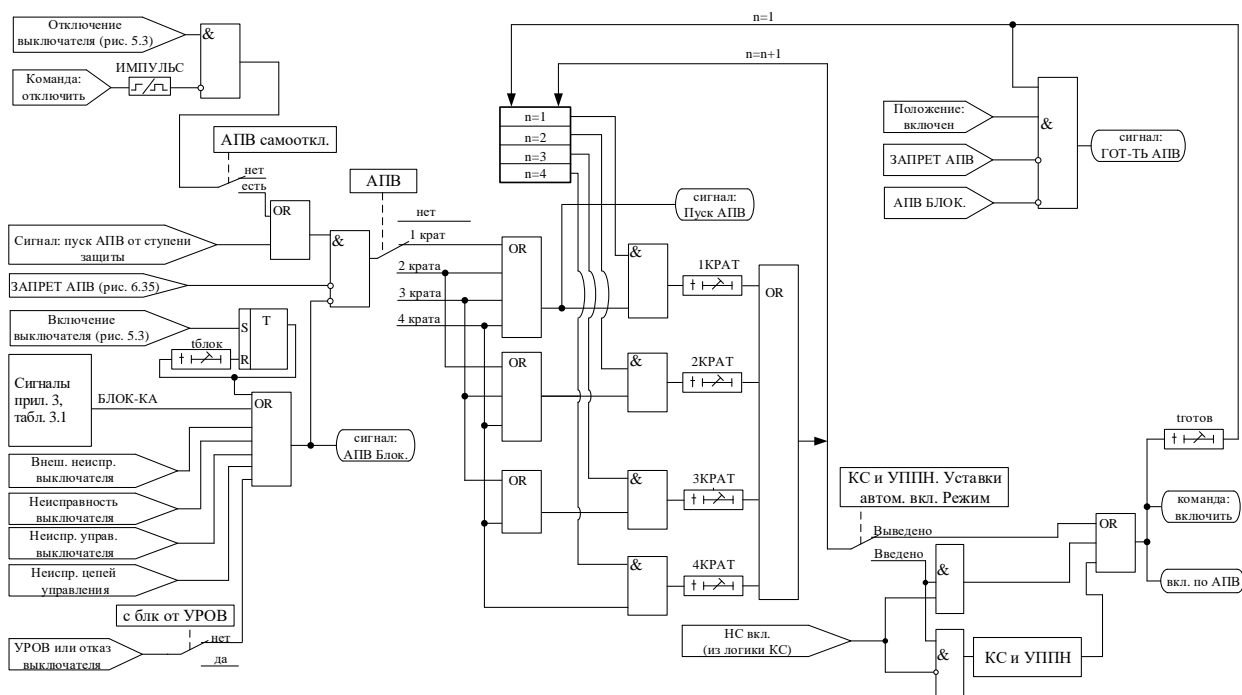 Отключение
выключателя (рис. 5.3)
&
Команда:
отключить
ИМПУЛЬС
АПВ самооткл.
нет
есть
OR
Сигнал: пуск АПВ от ступени
защиты
&
АПВ
нет
1 крат
2 крата
3 крата
4 крата
ЗАПРЕТ АПВ (рис. 6.35)
Включение
выключателя (рис. 5.3)
S
T
R
tблок
Сигналы
прил. 3,
табл. 3.1
БЛОК-КА
OR
сигнал:
АПВ Блок.
Внеш. неиспр.
выключателя
Неисправность
выключателя
Неиспр. управ.
выключателя
Неиспр. цепей
управления
с блк от УРОВ
УРОВ или отказ
выключателя
нет
да
n=1
n=n+1
n=1
n=2
n=3
n=4
сигнал:
Пуск АПВ
OR
&
1КРАТ
OR
OR
&
2КРАТ
OR
&
3КРАТ
&
4КРАТ
Положение:
включен
ЗАПРЕТ АПВ
АПВ БЛОК.
&
сигнал:
ГОТ-ТЬ АПВ
КС и УППН. Уставки
автом. вкл. Режим
Выведено
Введено
&
НС вкл.
(из логики КС)
&
КС и УППН
OR
tготов
команда:
включить
вкл. по АПВ